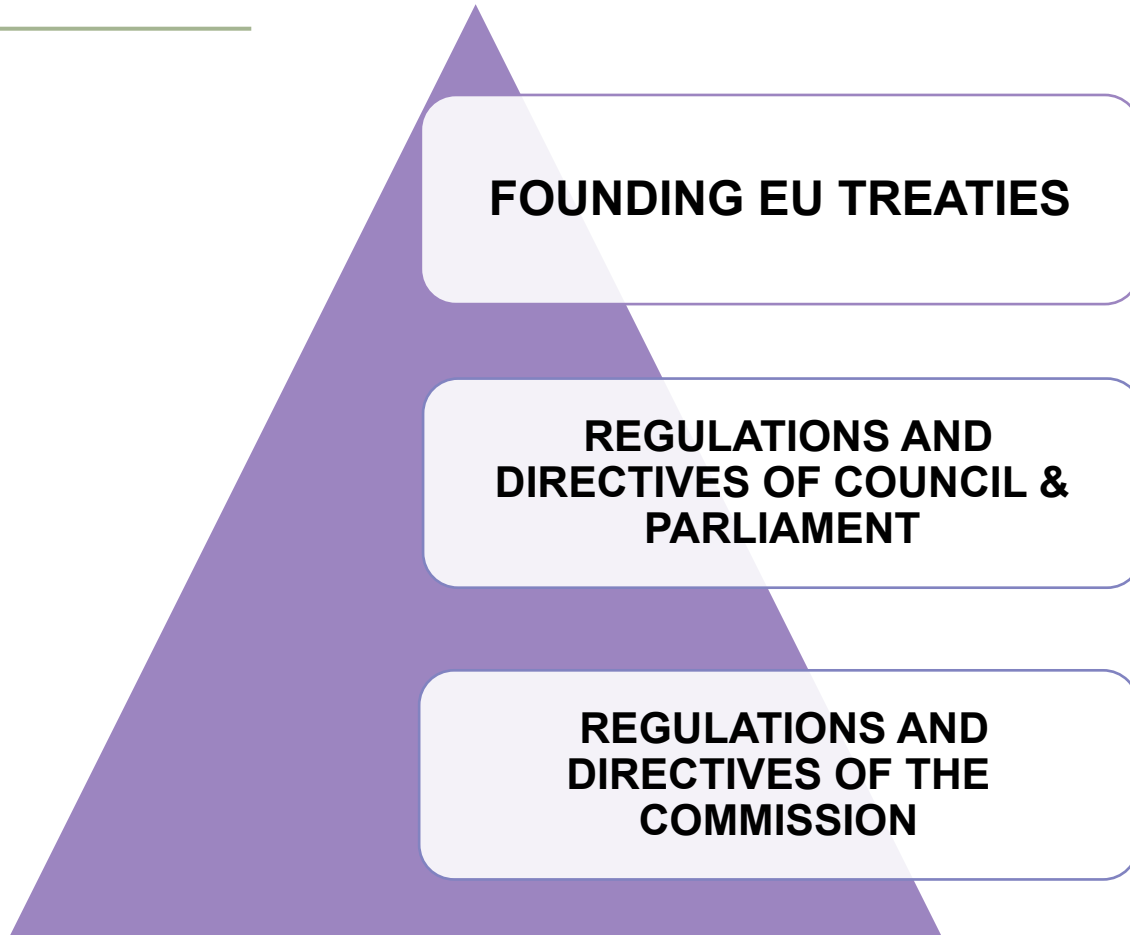 FOUNDING EU TREATIES
REGULATIONS AND
DIRECTIVES OF COUNCIL &
PARLIAMENT
REGULATIONS AND
DIRECTIVES OF THE
COMMISSION